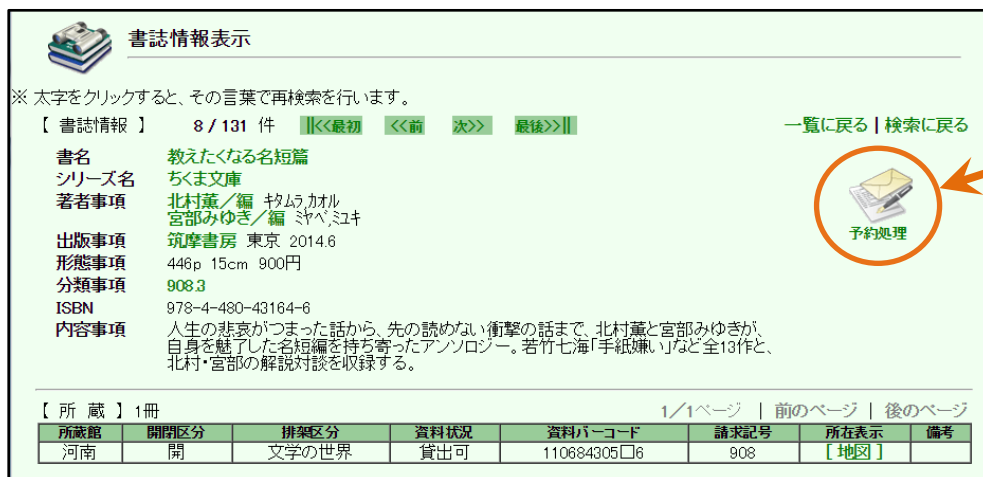 書誌情報表示
※ 太字をクリックすると、その言葉で再検索を行います。
【 書誌情報 】 8 / 131 件 ||<<最初 <<前 次>> 最後>>|| 一覧に戻る | 検索に戻る
書名 教えたくなる名短篇
シリーズ名 ちくま文庫
著者事項 北村薫／編 キタムラ,カオル
宮部みゆき／編 ミヤベ,ミユキ
予約処理
出版事項 筑摩書房 東京 2014.6
形態事項 446p 15cm 900円
分類事項 908.3
ISBN 978-4-480-43164-6
内容事項 人生の悲哀がつまった話から、先の読めない衝撃の話まで、北村薫と宮部みゆきが、
自身を魅了した名短編を持ち寄ったアンソロジー。若竹七海「手紙嫌い」など全13作と、
北村・宮部の解説対談を収録する。
【 所 蔵 】 1冊 1／1ページ | 前のページ | 後のページ
所蔵館 開閉区分 排架区分 資料状況 資料バーコード 請求記号 所在表示 備考
河南 開 文学の世界 貸出可 110684305□6 908 [ 地図 ]